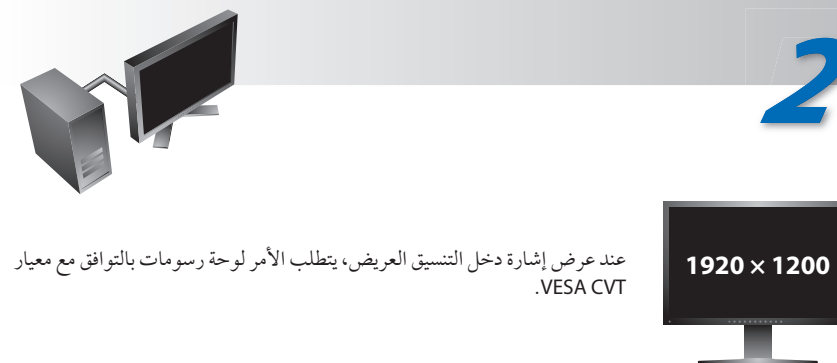 2
1920 × 1200
عند عرض إشارة دخل التنسيق العريض، يتطلب الأمر لوحة رسومات بالتوافق مع معيار
VESA CVT.